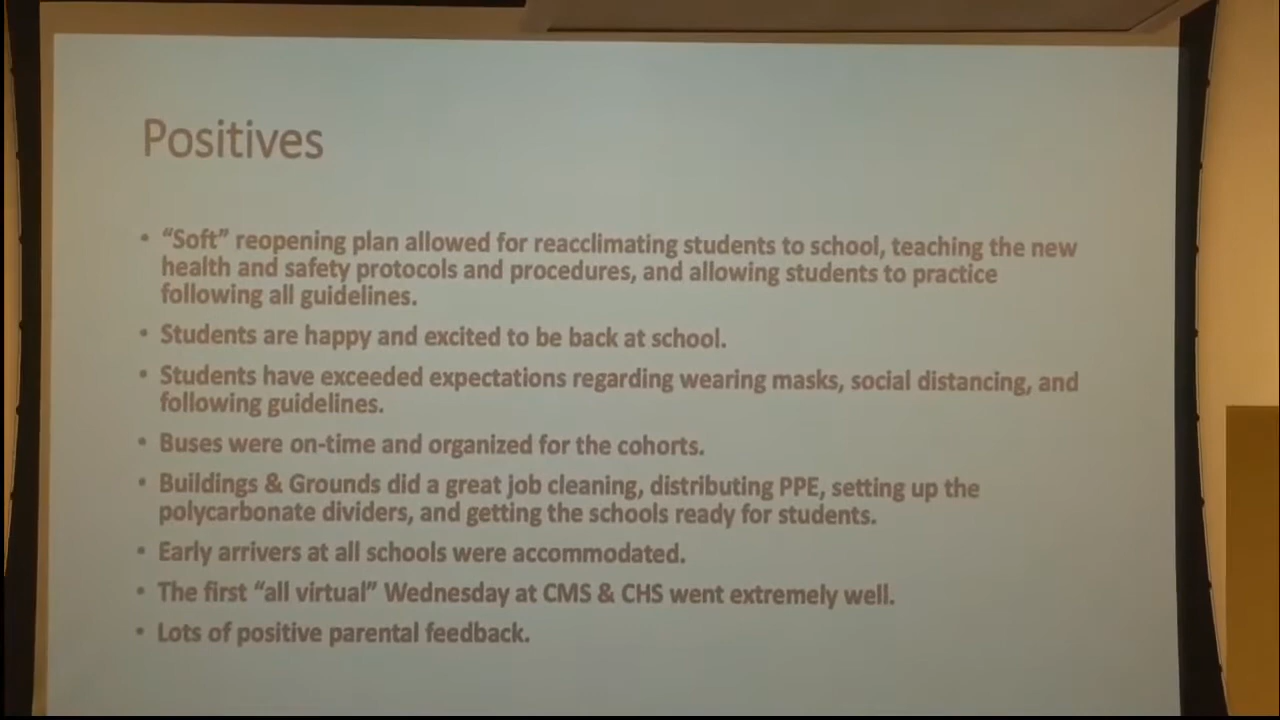 Positives
• “Soft” reopening plan allowed for reacclimating students to school, teaching the new
health and safety protocols and procedures, and allowing students to practice
following all guidelines.
• Students are happy and excited to be back at school.
• Students have exceeded expectations regarding wearing masks, social distancing, and
following guidelines.
• Buses were on-time and organized for the cohorts.
• Buildings & Grounds did a great job cleaning, distributing PPE, setting up the
polycarbonate dividers, and getting the schools ready for students.
• Early arrivers at all schools were accommodated.
• The first “all virtual” Wednesday at CMS & CHS went extremely well.
• Lots of positive parental feedback.